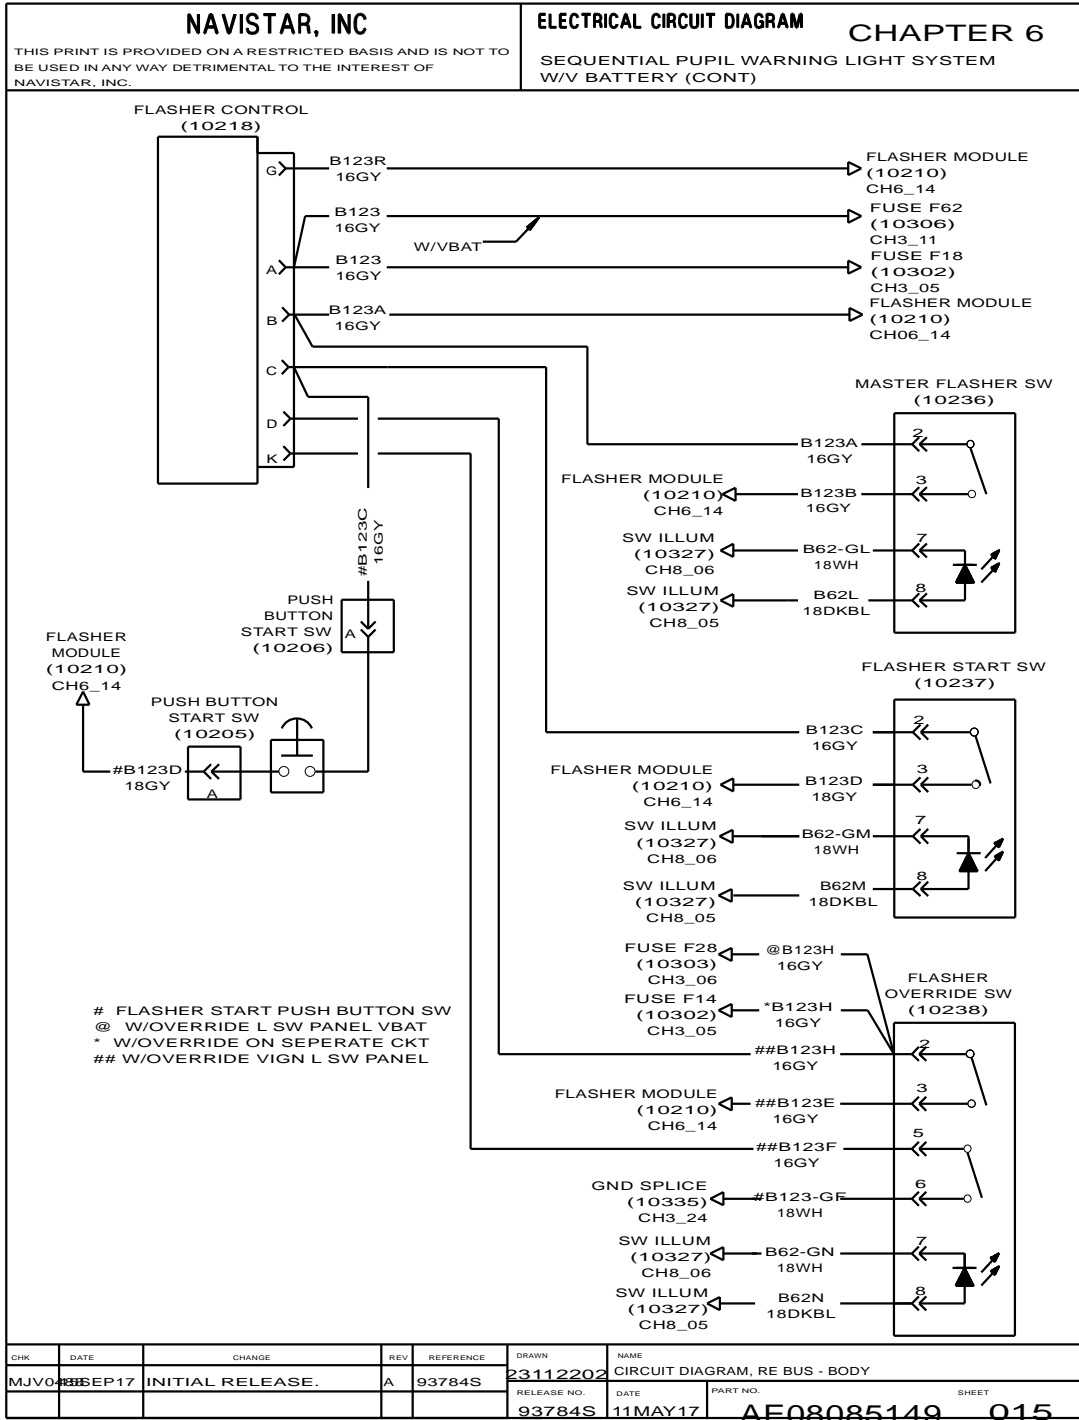 NAVISTAR, INC
THIS PRINT IS PROVIDED ON A RESTRICTED BASIS AND IS NOT TO
BE USED IN ANY WAY DETRIMENTAL TO THE INTEREST OF
NAVISTAR, INC.
ELECTRICAL CIRCUIT DIAGRAM
CHAPTER 6
SEQUENTIAL PUPIL WARNING LIGHT SYSTEM
W/V BATTERY (CONT)
FLASHER CONTROL
(10218)
G
B123R
16GY
FLASHER MODULE
(10210)
CH6_14
B123
16GY
W/VBAT
FUSE F62
(10306)
CH3_11
A
B123
16GY
FUSE F18
(10302)
CH3_05
B
B123A
16GY
FLASHER MODULE
(10210)
CH06_14
C
D
K
MASTER FLASHER SW
(10236)
B123A
16GY
2
FLASHER MODULE
(10210)
CH6_14
B123B
16GY
3
SW ILLUM
(10327)
CH8_06
B62-GL
18WH
7
SW ILLUM
(10327)
CH8_05
B62L
18DKBL
8
#B123C
16GY
PUSH
BUTTON
START SW
(10206)
A
FLASHER
MODULE
(10210)
CH6_14
PUSH BUTTON
START SW
(10205)
#B123D
18GY
A
FLASHER START SW
(10237)
B123C
16GY
2
FLASHER MODULE
(10210)
CH6_14
B123D
18GY
3
SW ILLUM
(10327)
CH8_06
B62-GM
18WH
7
SW ILLUM
(10327)
CH8_05
B62M
18DKBL
8
FUSE F28
(10303)
CH3_06
@B123H
16GY
FUSE F14
(10302)
CH3_05
*B123H
16GY
FLASHER
OVERRIDE SW
(10238)
# FLASHER START PUSH BUTTON SW
@ W/OVERRIDE L SW PANEL VBAT
* W/OVERRIDE ON SEPERATE CKT
## W/OVERRIDE VIGN L SW PANEL
##B123H
16GY
2
FLASHER MODULE
(10210)
CH6_14
##B123E
16GY
3
##B123F
16GY
5
GND SPLICE
(10335)
CH3_24
#B123-GF
18WH
6
SW ILLUM
(10327)
CH8_06
B62-GN
18WH
7
SW ILLUM
(10327)
CH8_05
B62N
18DKBL
8
CHK DATE CHANGE REV REFERENCE
INITIAL RELEASE. A 93784S
DRAWN
23112202
NAME
CIRCUIT DIAGRAM, RE BUS - BODY
RELEASE NO.
93784S
DATE
11MAY17
PART NO.
AE08085149
SHEET
015